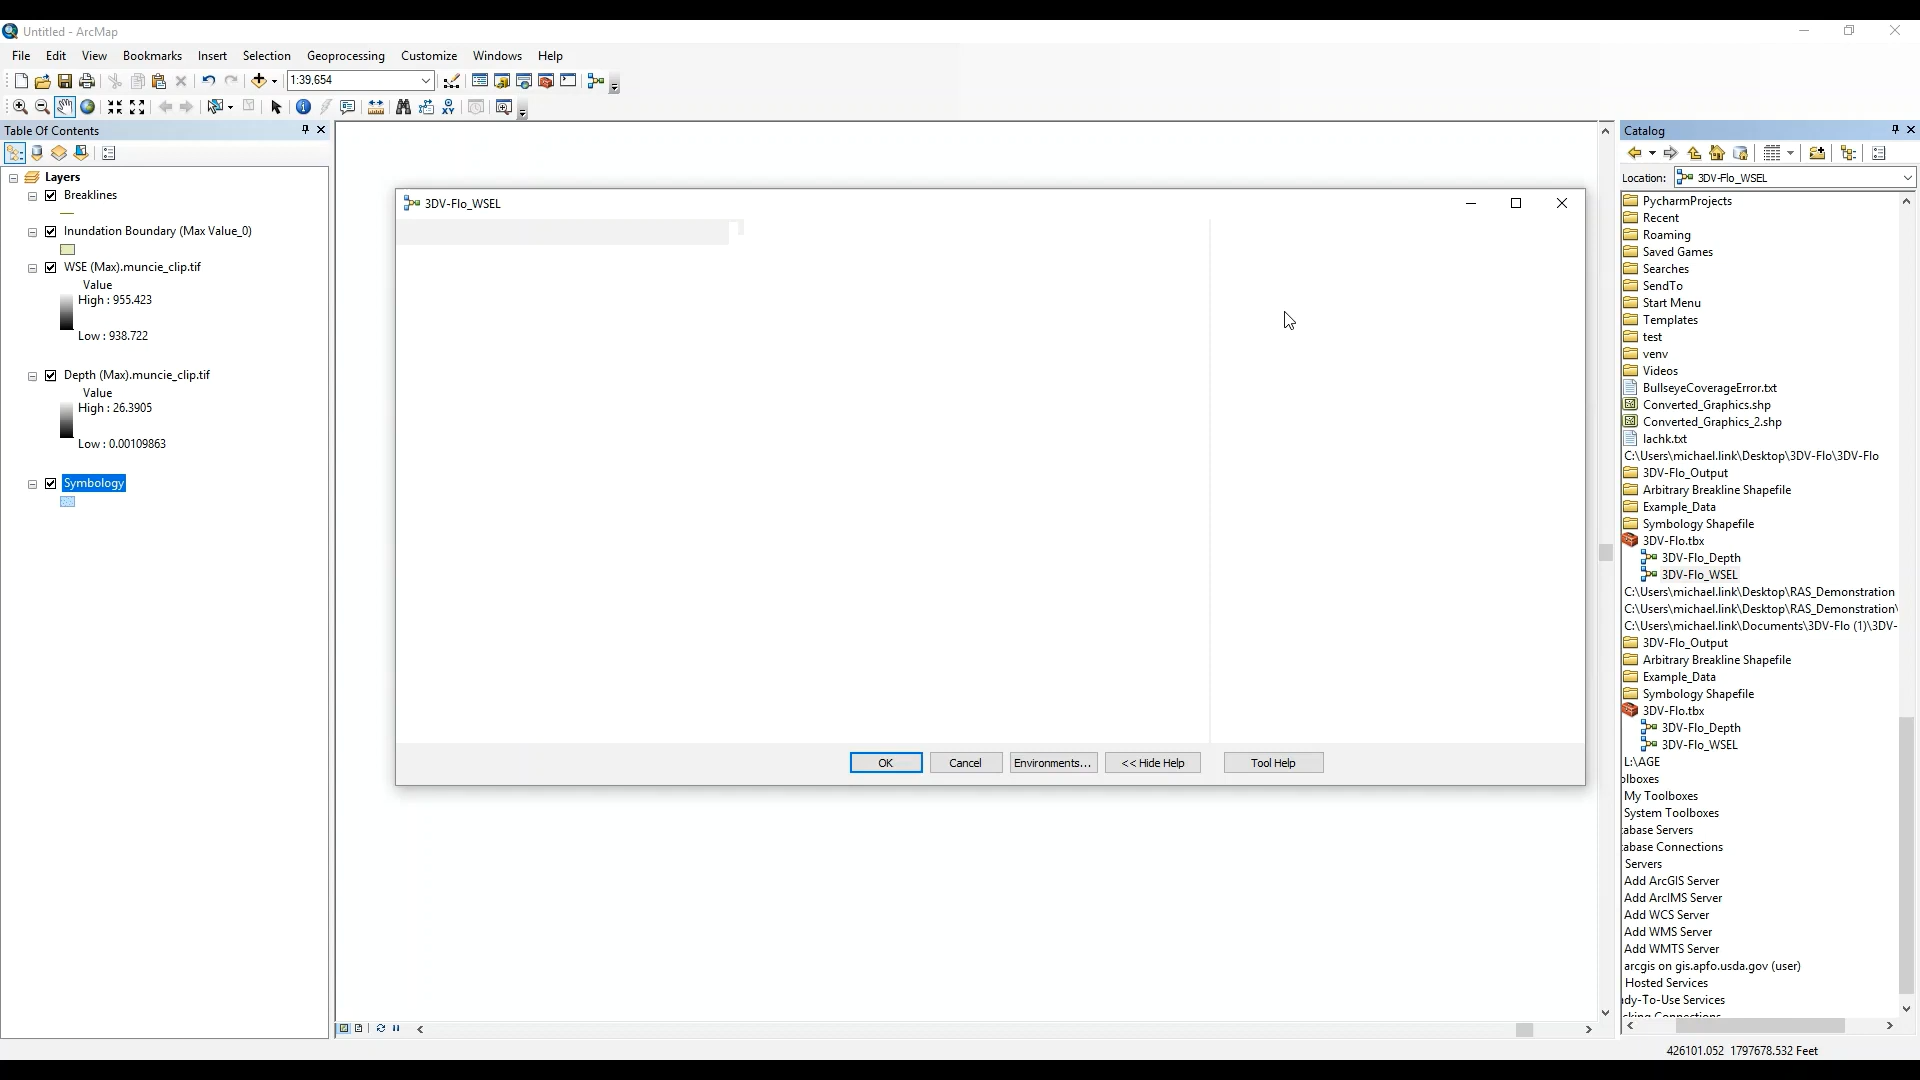 Untitled - ArcMap
File Edit View Bookmarks Insert Selection Geoprocessing Customize Windows Help
1:39,654
Table Of Contents
Layers
Breaklines
Inundation Boundary (Max Value_0)
WSE (Max).muncie_clip.tif
Value
High : 955.423
Low : 938.722
Depth (Max).muncie_clip.tif
Value
High : 26.3905
Low : 0.00109863
Symbology
3DV-Flo_WSEL
OK Cancel Environments... << Hide Help Tool Help
Catalog
Location: 3DV-Flo_WSEL
PycharmProjects
Recent
Roaming
Saved Games
Searches
SendTo
Start Menu
Templates
test
venv
Videos
BullseyeCoverageError.txt
Converted_Graphics.shp
Converted_Graphics_2.shp
lachk.txt
C:\Users\michael.link\Desktop\3DV-Flo\3DV-Flo
3DV-Flo_Output
Arbitrary Breakline Shapefile
Example_Data
Symbology Shapefile
3DV-Flo.tbx
3DV-Flo_Depth
3DV-Flo_WSEL
C:\Users\michael.link\Desktop\RAS_Demonstration
C:\Users\michael.link\Desktop\RAS_Demonstration\
C:\Users\michael.link\Documents\3DV-Flo (1)\3DV-
3DV-Flo_Output
Arbitrary Breakline Shapefile
Example_Data
Symbology Shapefile
3DV-Flo.tbx
3DV-Flo_Depth
3DV-Flo_WSEL
L:\AGE
lboxes
My Toolboxes
System Toolboxes
abase Servers
abase Connections
Servers
Add ArcGIS Server
Add ArcIMS Server
Add WCS Server
Add WMS Server
Add WMTS Server
arcgis on gis.apfo.usda.gov (user)
Hosted Services
dy-To-Use Services
426101.052 1797678.532 Feet